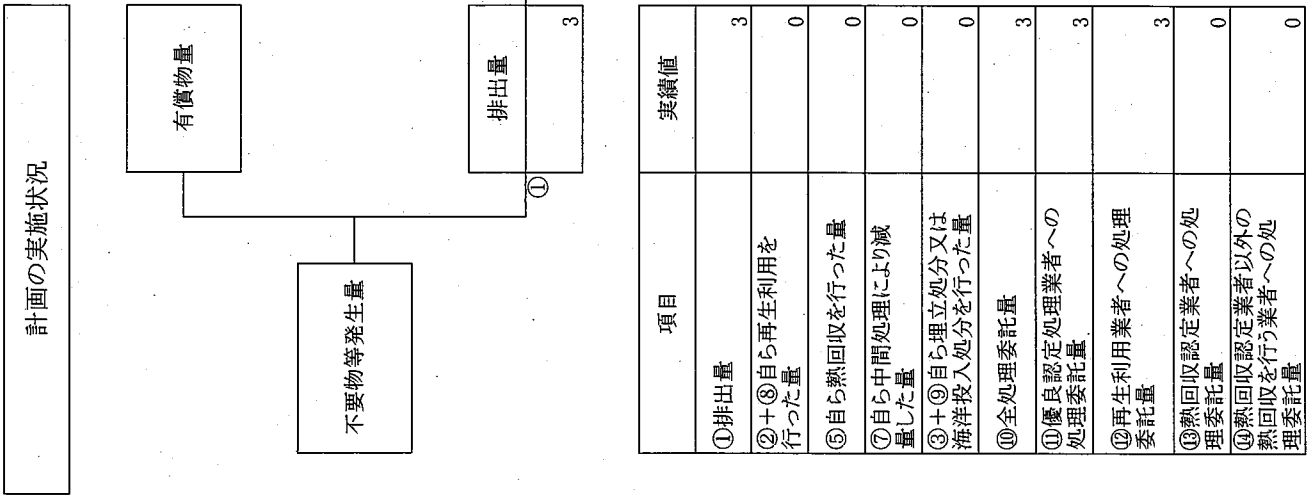 計画の実施状況
有償物量
不要物等発生量
排出量
①
3
項目
実績値
①排出量
3
②+⑧自ら再生利用を
行った量
0
⑤自ら熱回収を行った量
0
⑦自ら中間処理により減
量した量
0
③+⑨自ら埋立処分又は
海洋投入処分を行った量
0
⑩全処理委託量
3
⑪優良認定処理業者への
処理委託量
3
⑫再生利用業者への処理
委託量
3
⑬熱回収認定業者への処
理委託量
0
⑭熱回収認定業者以外の
熱回収を行う業者への処
理委託量
0